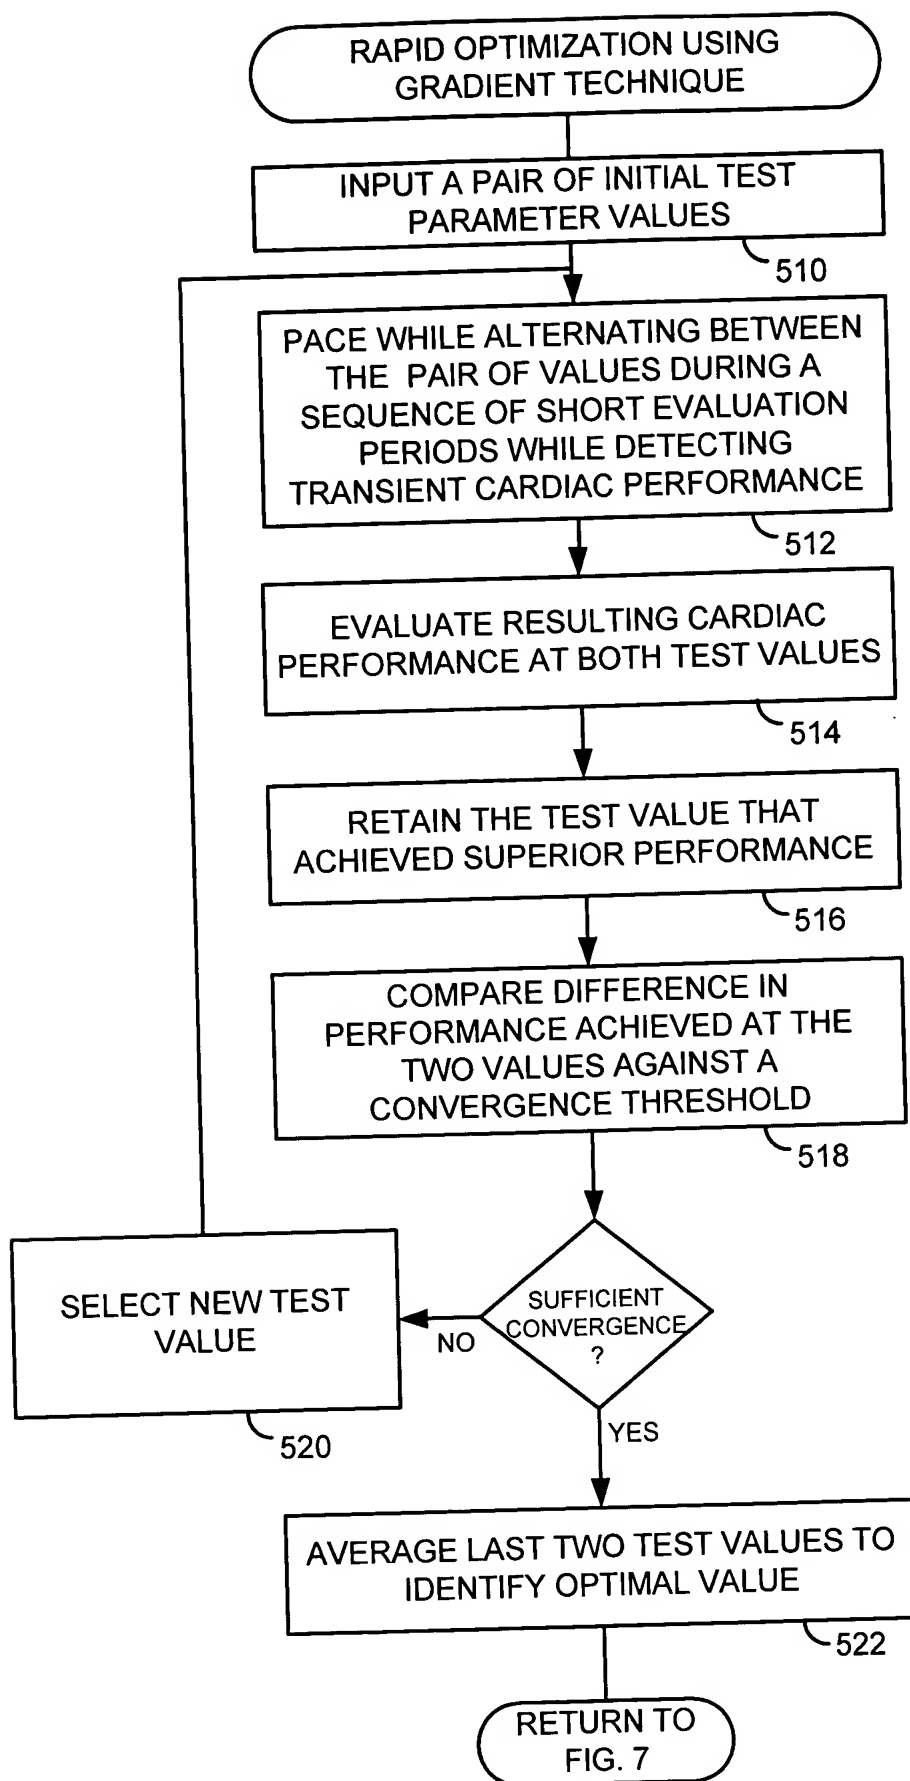 RAPID OPTIMIZATION USING
GRADIENT TECHNIQUE
INPUT A PAIR OF INITIAL TEST
PARAMETER VALUES
510
PACE WHILE ALTERNATING BETWEEN
THE PAIR OF VALUES DURING A
SEQUENCE OF SHORT EVALUATION
PERIODS WHILE DETECTING
TRANSIENT CARDIAC PERFORMANCE
512
EVALUATE RESULTING CARDIAC
PERFORMANCE AT BOTH TEST VALUES
514
RETAIN THE TEST VALUE THAT
ACHIEVED SUPERIOR PERFORMANCE
516
COMPARE DIFFERENCE IN
PERFORMANCE ACHIEVED AT THE
TWO VALUES AGAINST A
CONVERGENCE THRESHOLD
518
SUFFICIENT
CONVERGENCE
?
NO
SELECT NEW TEST
VALUE
520
YES
AVERAGE LAST TWO TEST VALUES TO
IDENTIFY OPTIMAL VALUE
522
RETURN TO
FIG. 7